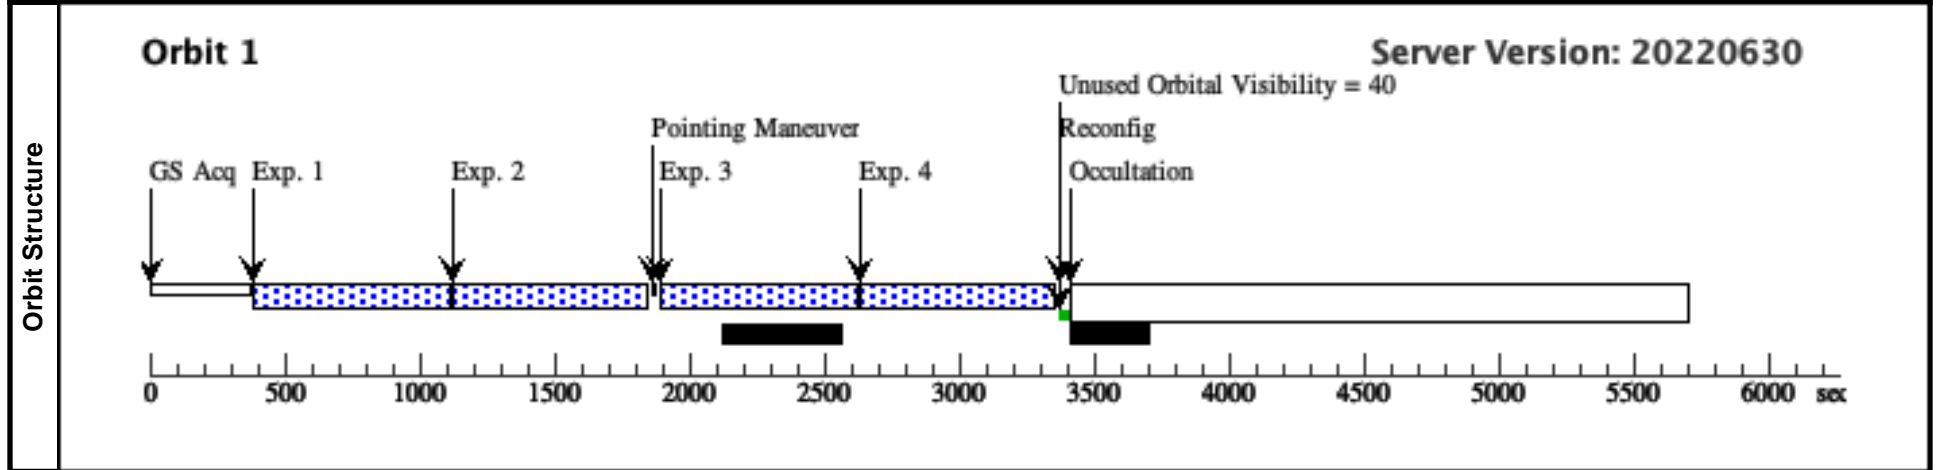 Orbit Structure
Orbit 1
Server Version: 20220630
Unused Orbital Visibility = 40
Pointing Maneuver
Reconfig
GS Acq
Exp. 1
Exp. 2
Exp. 3
Exp. 4
Occultation
0 500 1000 1500 2000 2500 3000 3500 4000 4500 5000 5500 6000 sec